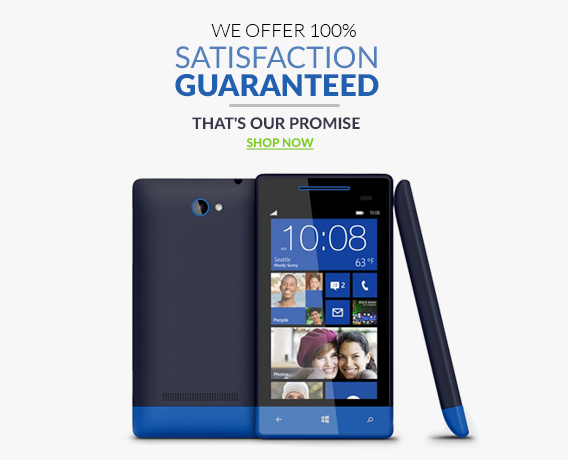 WE OFFER 100%
SATISFACTION
GUARANTEED
THAT'S OUR PROMISE
SHOP NOW
10:08
10:08
Seattle
Mostly Sunny
63 °F
2
People
Photos